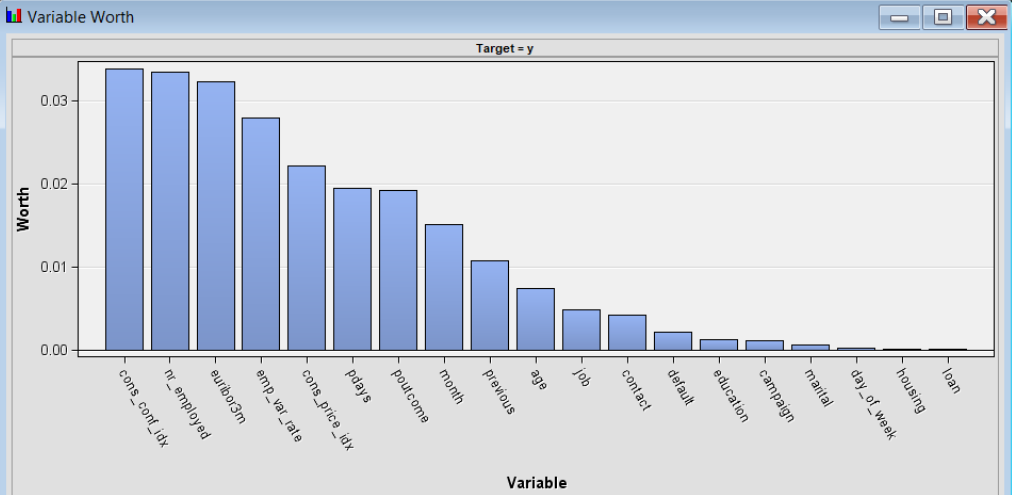 Variable Worth
Target = y
Worth
0.03
0.02
0.01
0.00
cons_conf_idx
nr_employed
euribor3m
emp_var_rate
cons_price_idx
pdays
poutcome
month
previous
age
job
contact
default
education
campaign
marital
day_of_week
housing
loan
Variable